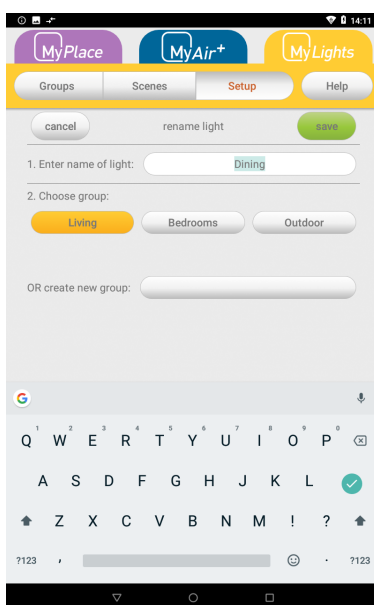 14:11
MyPlace MyAir+ MyLights
Groups Scenes Setup Help
cancel rename light save
1. Enter name of light: Dining
2. Choose group:
Living Bedrooms Outdoor
OR create new group:
G
1 2 3 4 5 6 7 8 9 0
Q W E R T Y U I O P
A S D F G H J K L
Z X C V B N M ! ?
?123 , . ?123